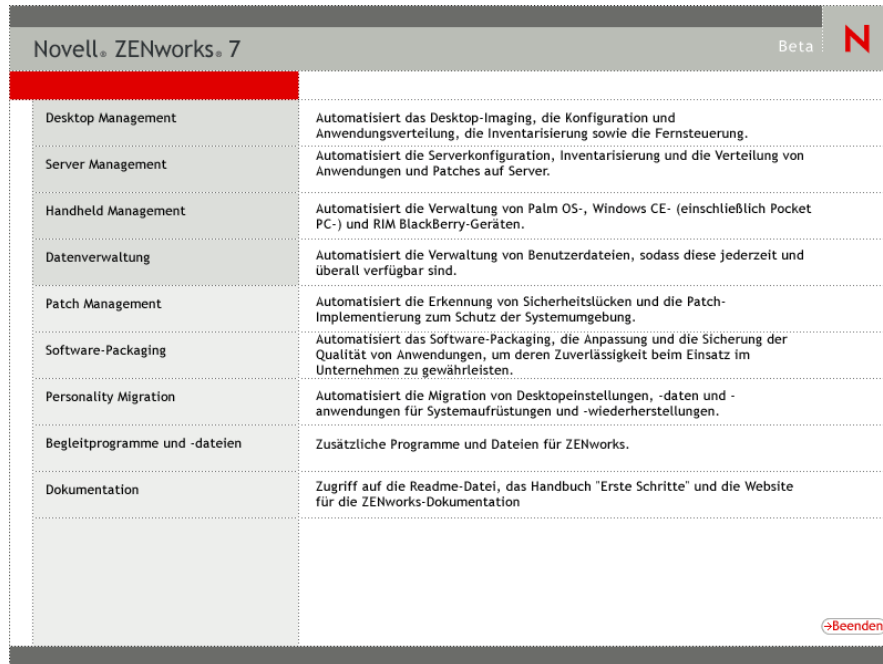 Novell® ZENworks® 7
Beta
N
Desktop Management
Automatisiert das Desktop-Imaging, die Konfiguration und
Anwendungsverteilung, die Inventarisierung sowie die Fernsteuerung.
Server Management
Automatisiert die Serverkonfiguration, Inventarisierung und die Verteilung von
Anwendungen und Patches auf Server.
Handheld Management
Automatisiert die Verwaltung von Palm OS-, Windows CE- (einschließlich Pocket
PC-) und RIM BlackBerry-Geräten.
Datenverwaltung
Automatisiert die Verwaltung von Benutzerdateien, sodass diese jederzeit und
überall verfügbar sind.
Patch Management
Automatisiert die Erkennung von Sicherheitslücken und die Patch-
Implementierung zum Schutz der Systemumgebung.
Software-Packaging
Automatisiert das Software-Packaging, die Anpassung und die Sicherung der
Qualität von Anwendungen, um deren Zuverlässigkeit beim Einsatz im
Unternehmen zu gewährleisten.
Personality Migration
Automatisiert die Migration von Desktopeinstellungen, -daten und -
anwendungen für Systemaufrüstungen und -wiederherstellungen.
Begleitprogramme und -dateien
Zusätzliche Programme und Dateien für ZENworks.
Dokumentation
Zugriff auf die Readme-Datei, das Handbuch "Erste Schritte" und die Website
für die ZENworks-Dokumentation
→Beenden